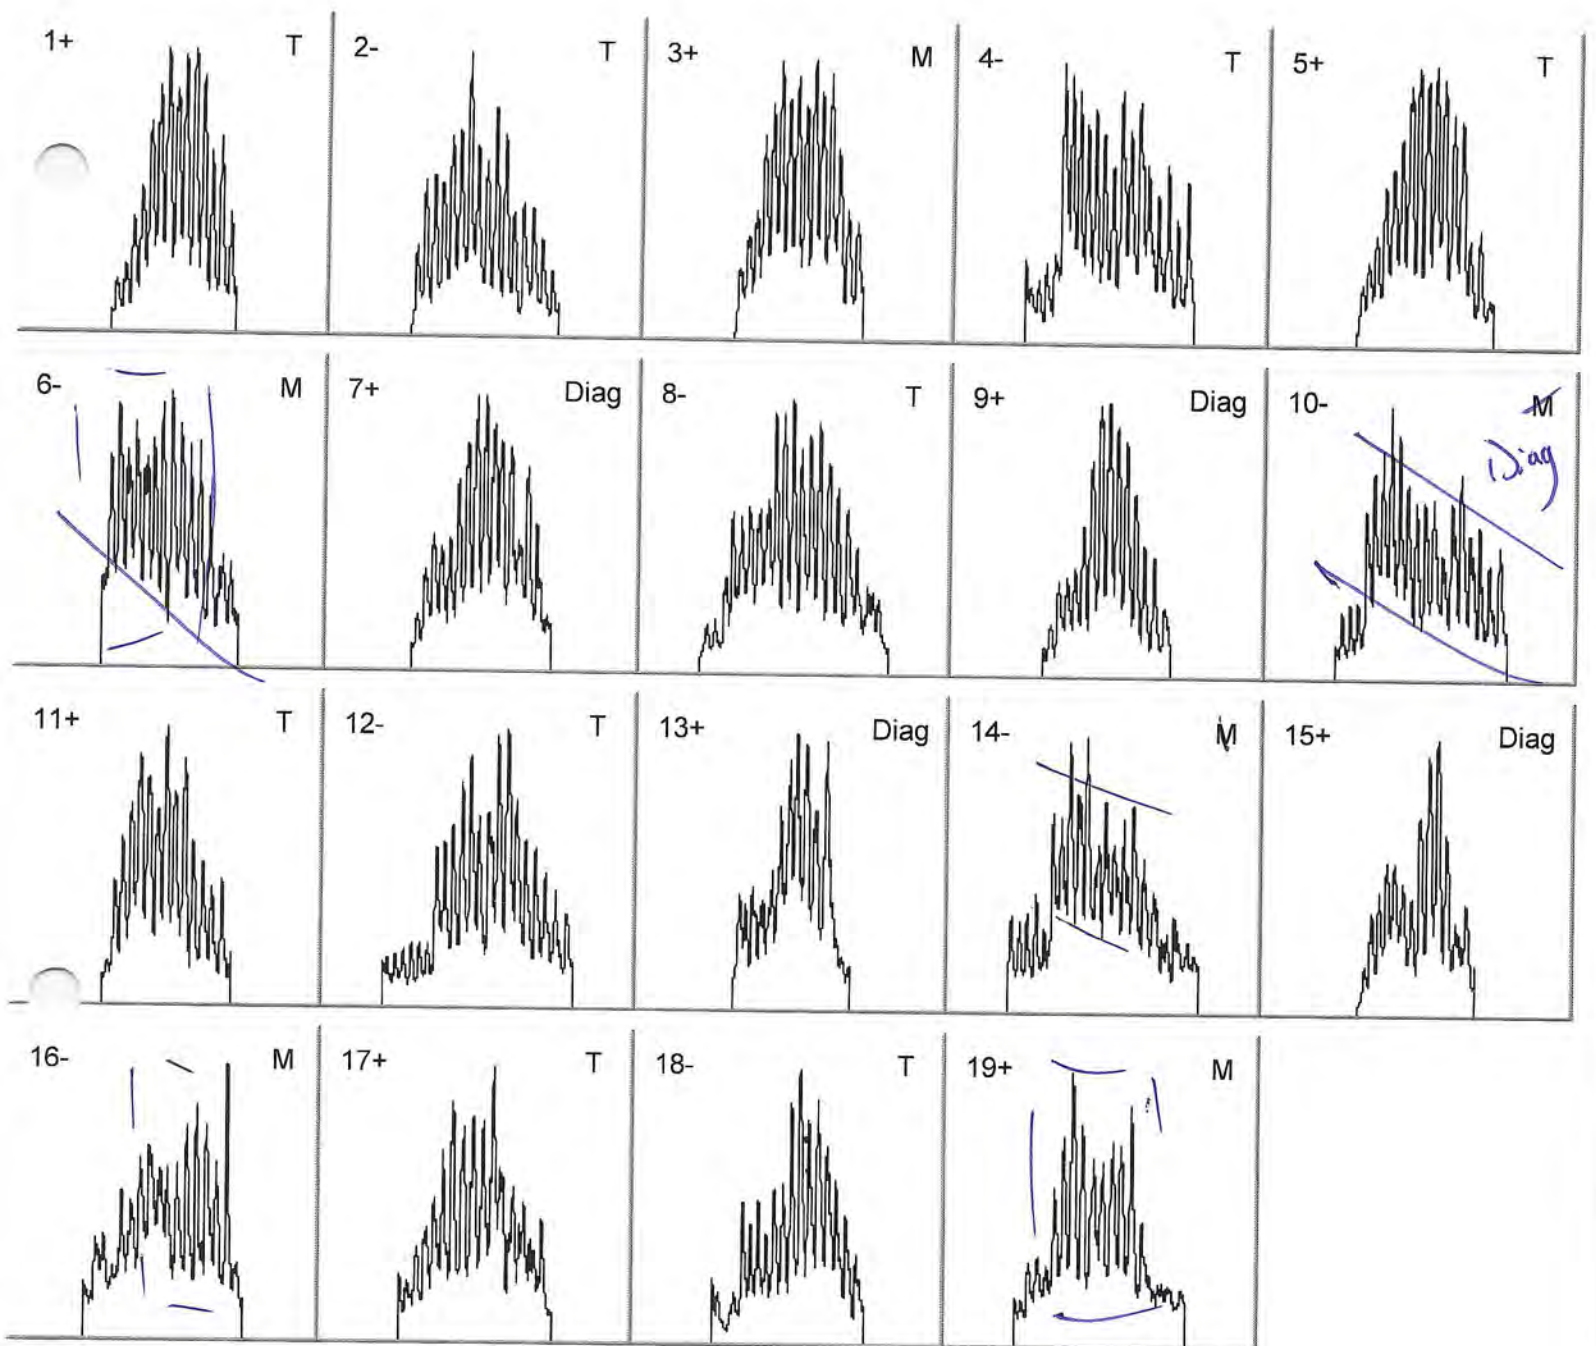 1+ T 2- T 3+ M 4- T 5+ T
6- M 7+ Diag 8- T 9+ Diag 10- M
Diag
11+ T 12- T 13+ Diag 14- M 15+ Diag
16- M 17+ T 18- T 19+ M